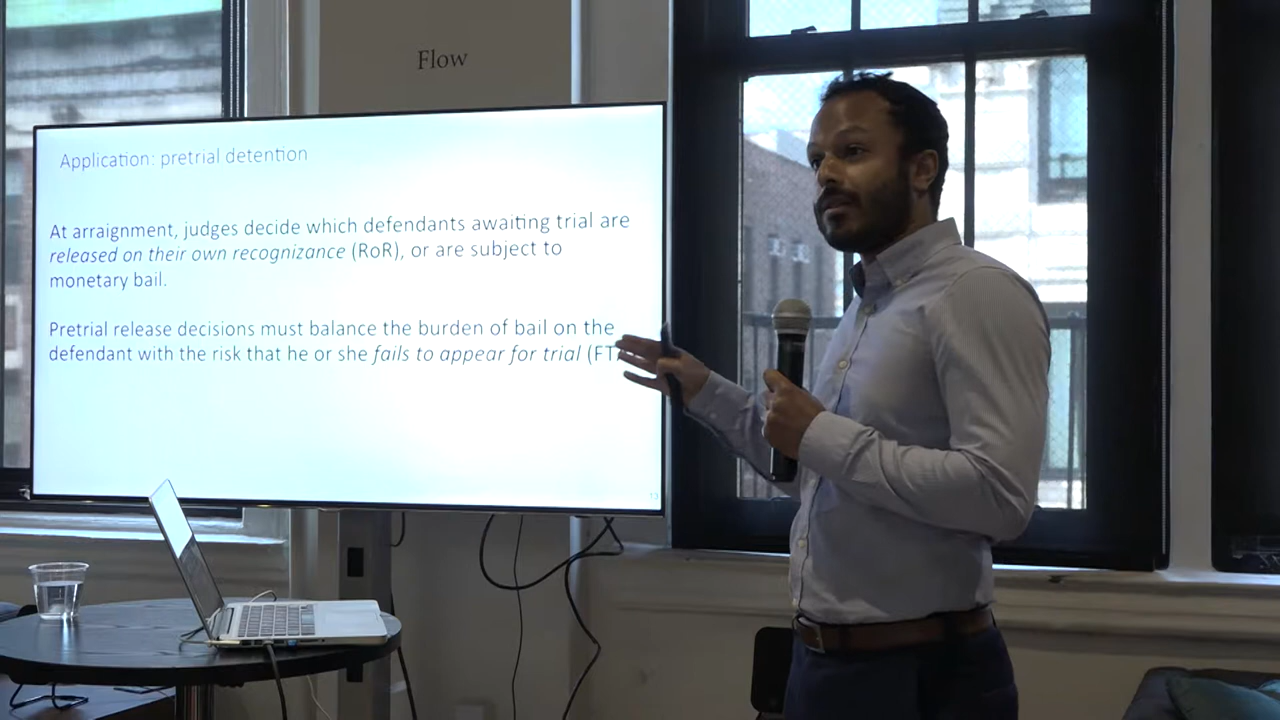 Flow
Application: pretrial detention
At arraignment, judges decide which defendants awaiting trial are
released on their own recognizance (RoR), or are subject to
monetary bail.
Pretrial release decisions must balance the burden of bail on the
defendant with the risk that he or she fails to appear for trial (FT